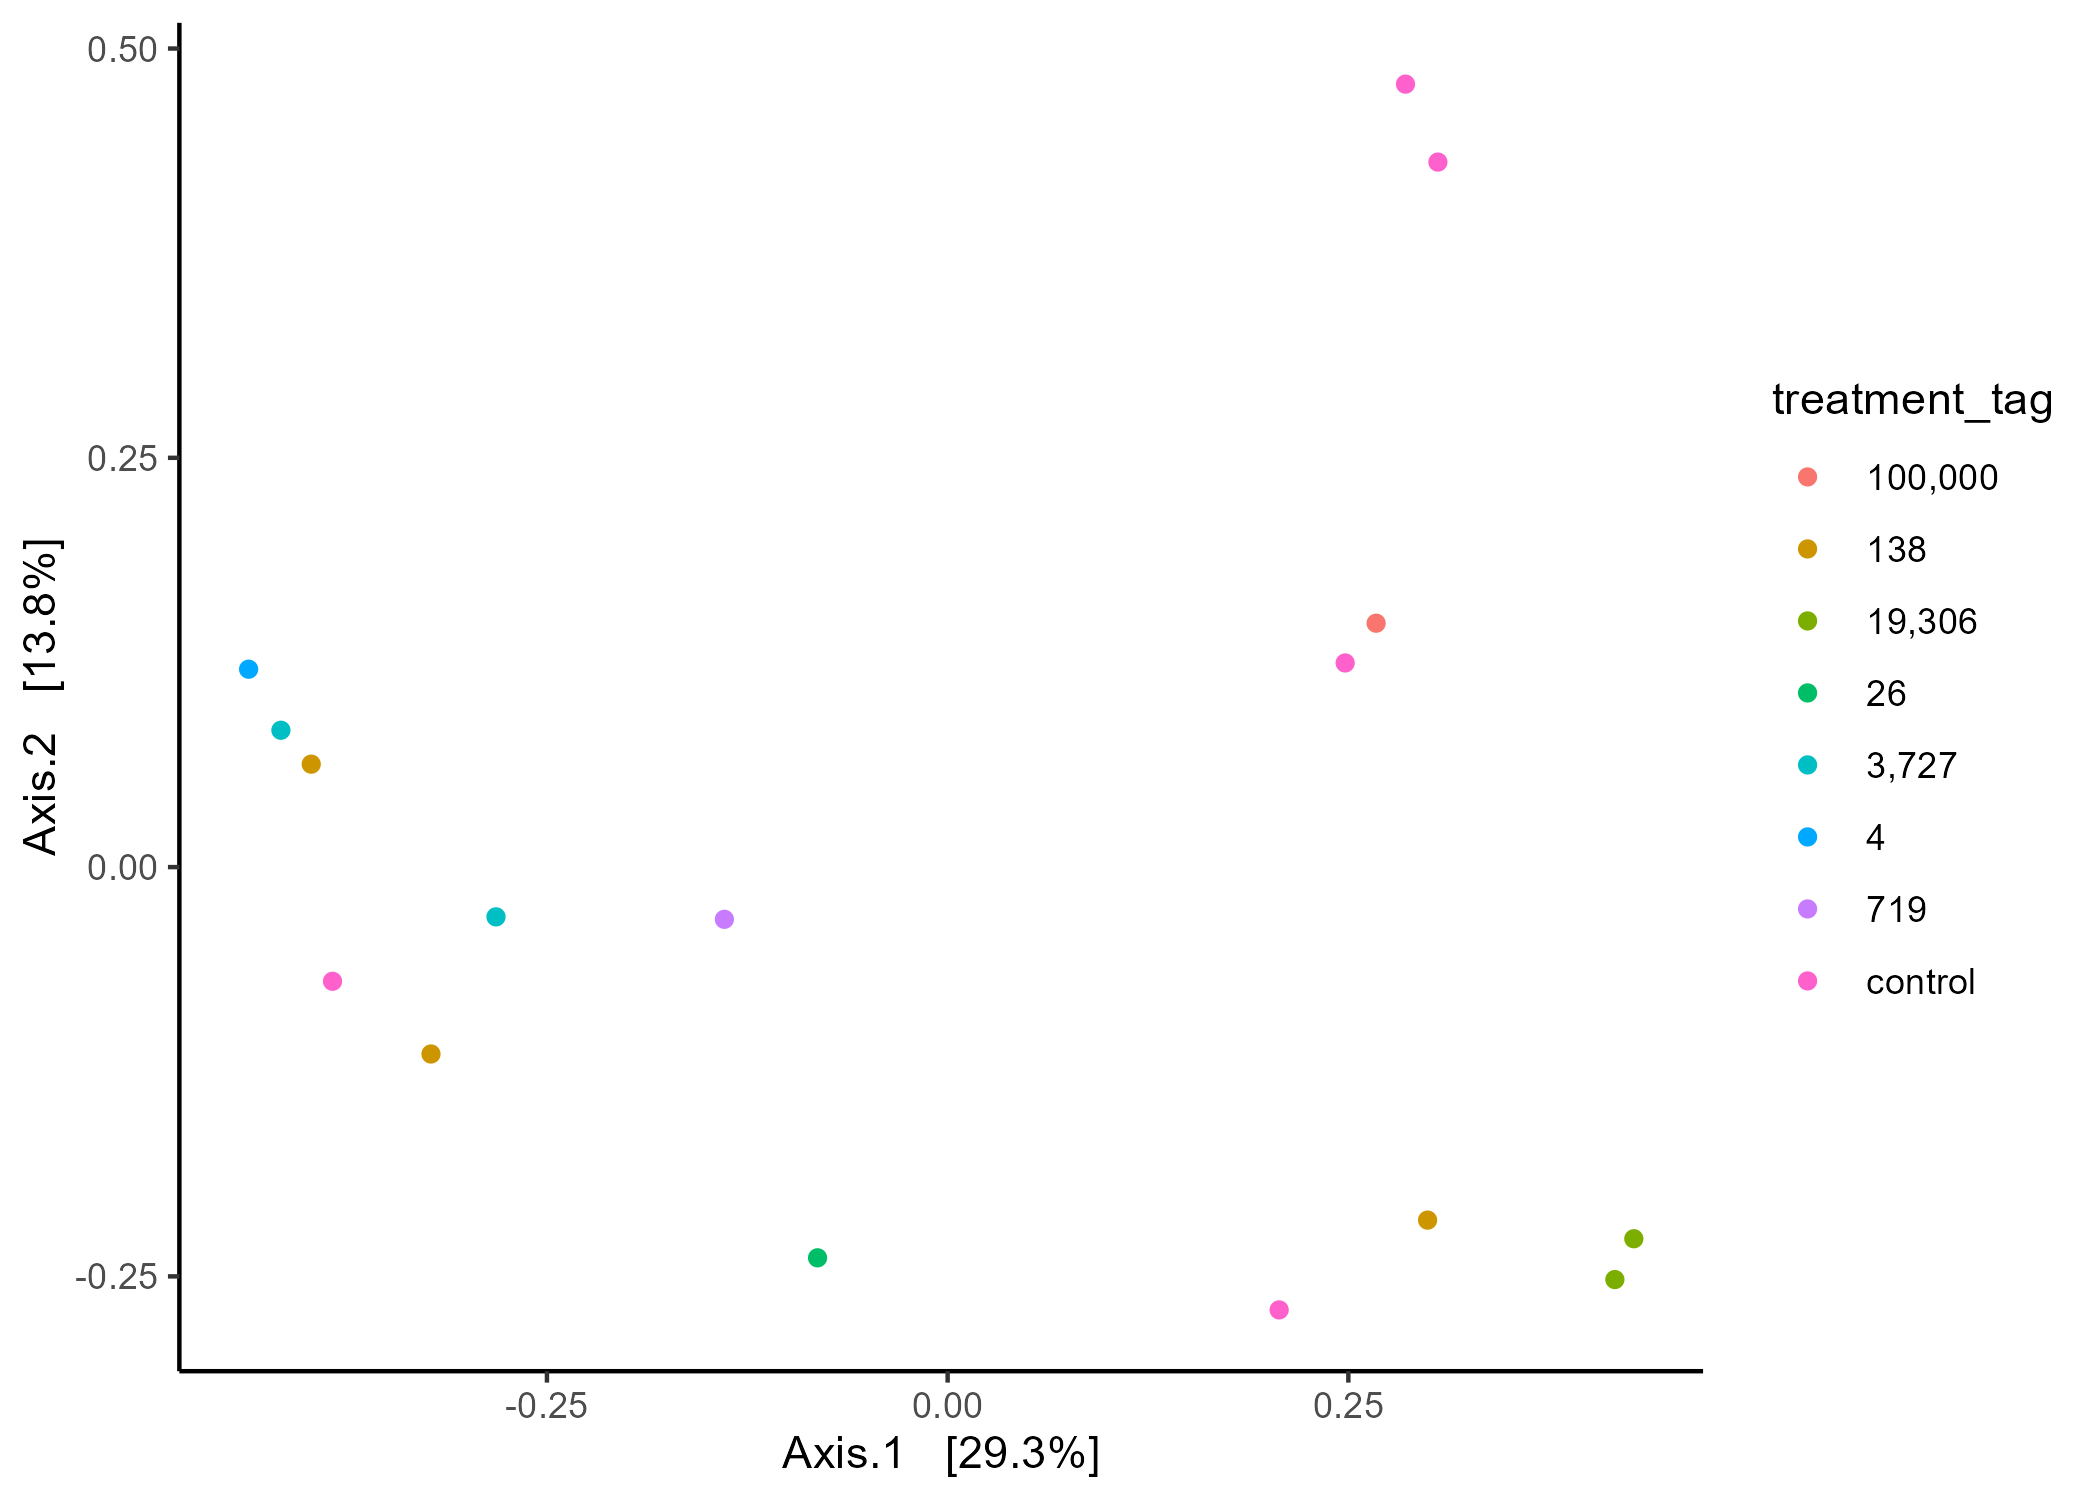 0.50
0.25
0.00
-0.25
Axis.2 [13.8%]
-0.25 0.00 0.25
Axis.1 [29.3%]
treatment_tag
100,000
138
19,306
26
3,727
4
719
control